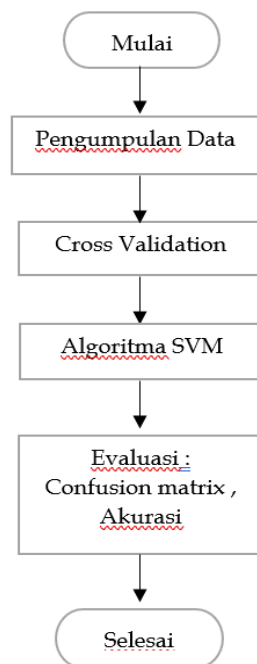 Mulai
Pengumpulan Data
Cross Validation
Algoritma SVM
Evaluasi :
Confusion matrix ,
Akurasi
Selesai